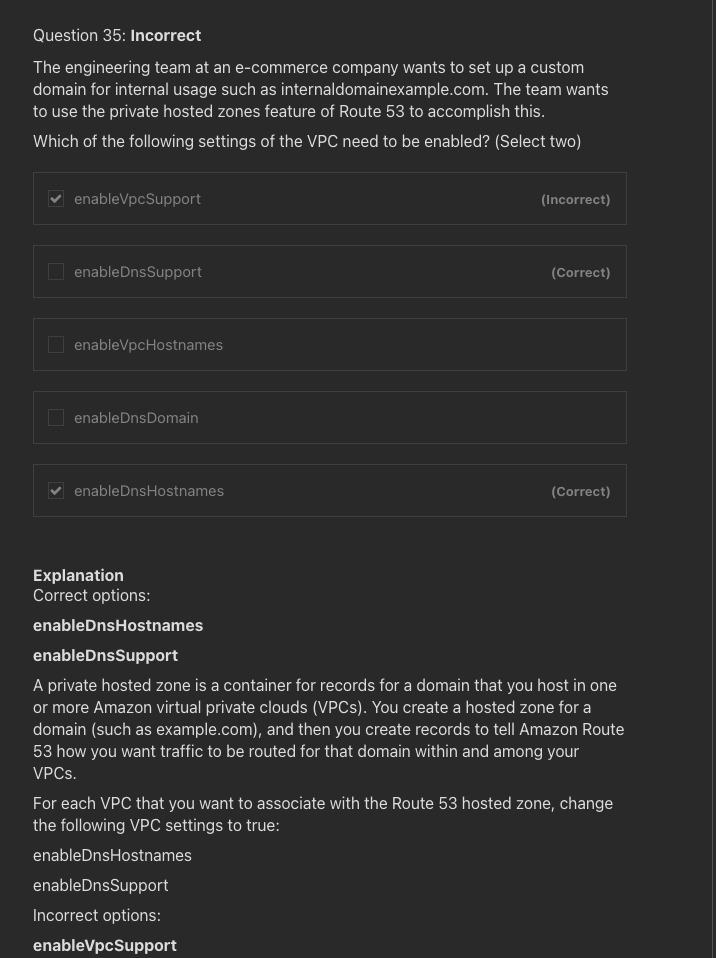 Question 35: Incorrect
The engineering team at an e-commerce company wants to set up a custom
domain for internal usage such as internaldomainexample.com. The team wants
to use the private hosted zones feature of Route 53 to accomplish this.
Which of the following settings of the VPC need to be enabled? (Select two)
enableVpcSupport (Incorrect)
enableDnsSupport (Correct)
enableVpcHostnames
enableDnsDomain
enableDnsHostnames (Correct)
Explanation
Correct options:
enableDnsHostnames
enableDnsSupport
A private hosted zone is a container for records for a domain that you host in one
or more Amazon virtual private clouds (VPCs). You create a hosted zone for a
domain (such as example.com), and then you create records to tell Amazon Route
53 how you want traffic to be routed for that domain within and among your
VPCs.
For each VPC that you want to associate with the Route 53 hosted zone, change
the following VPC settings to true:
enableDnsHostnames
enableDnsSupport
Incorrect options:
enableVpcSupport